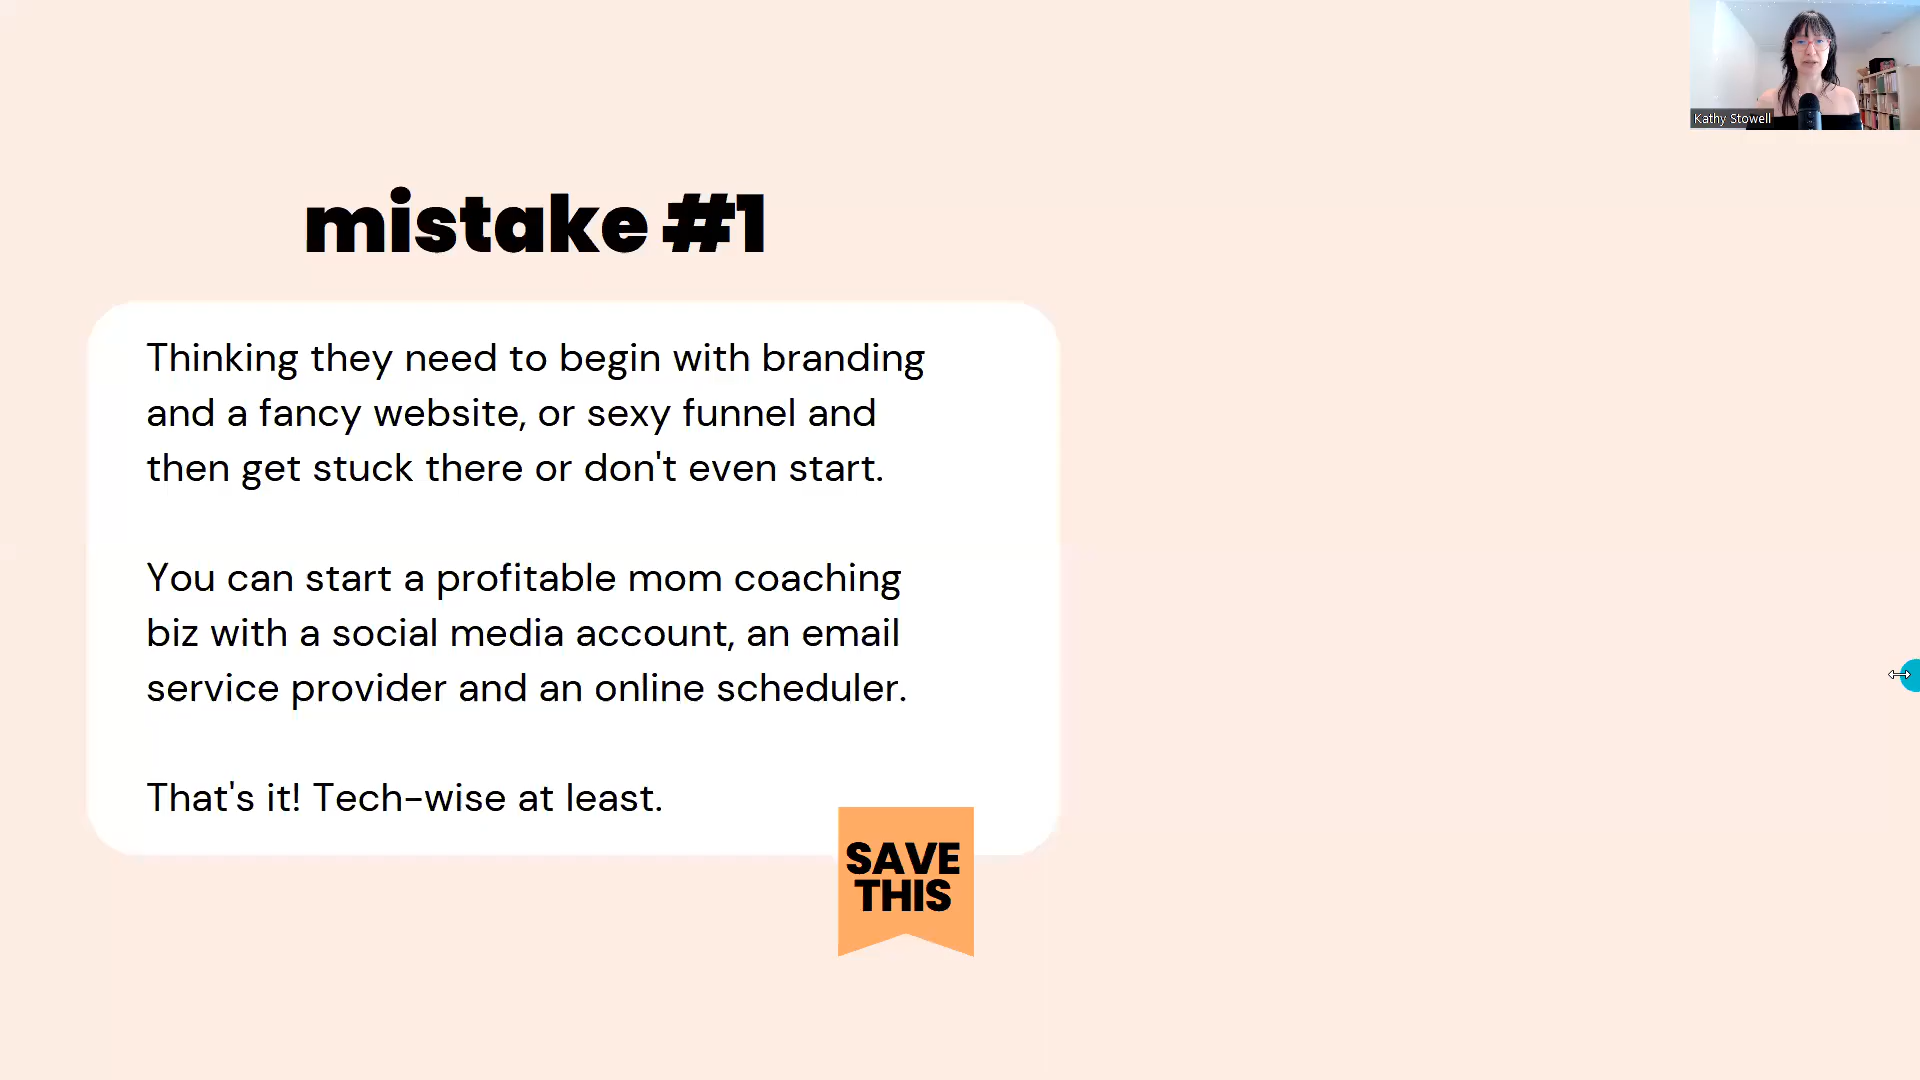 Kathy Stowell
mistake #1
Thinking they need to begin with branding
and a fancy website, or sexy funnel and
then get stuck there or don't even start.
You can start a profitable mom coaching
biz with a social media account, an email
service provider and an online scheduler.
That's it! Tech-wise at least.
SAVE
THIS